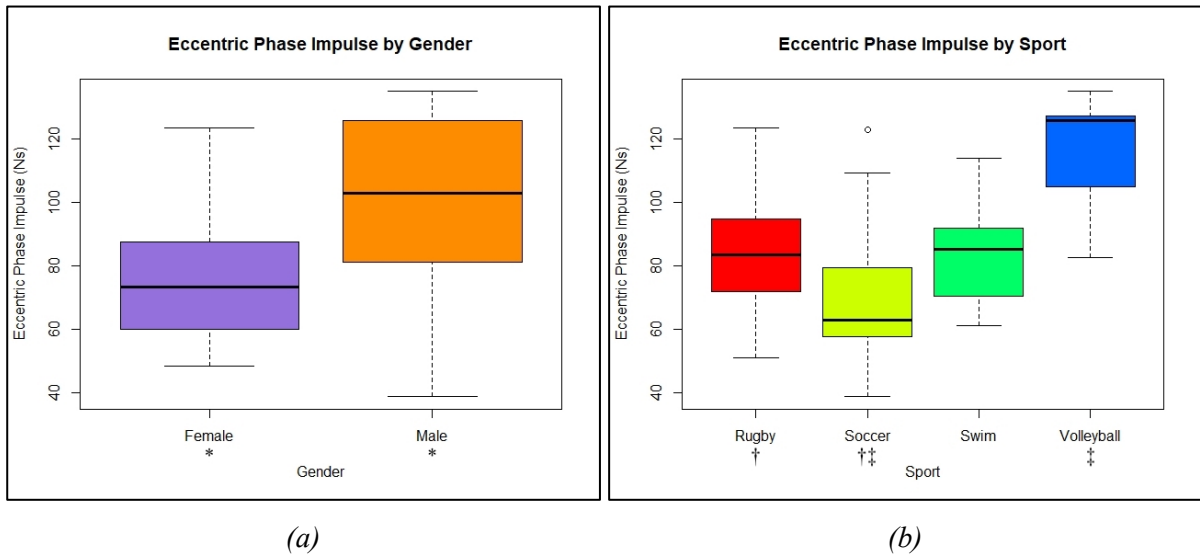 Eccentric Phase Impulse by Gender
Eccentric Phase Impulse (Ns)
120
100
80
60
40
Female
Male
*
*
Gender
(a)
Eccentric Phase Impulse by Sport
Eccentric Phase Impulse (Ns)
120
100
80
60
40
Rugby
Soccer
Swim
Volleyball
†
†‡
‡
Sport
(b)